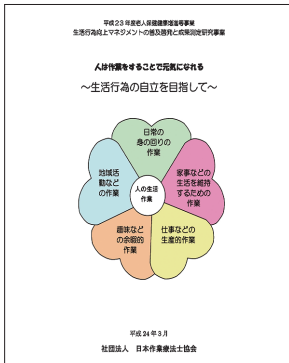 平成23年度老人保健健康増進等事業
生活行為向上マネジメントの普及啓発と成果測定研究事業
人は作業をすることで元気になれる
～生活行為の自立を目指して～
日常の
身の回りの
作業
家事などの
生活を維持
するための
作業
仕事などの
生産的作業
趣味など
の余暇的
作業
地域活
動など
の作業
人の生活
作業
平成24年3月
社団法人　日本作業療法士協会